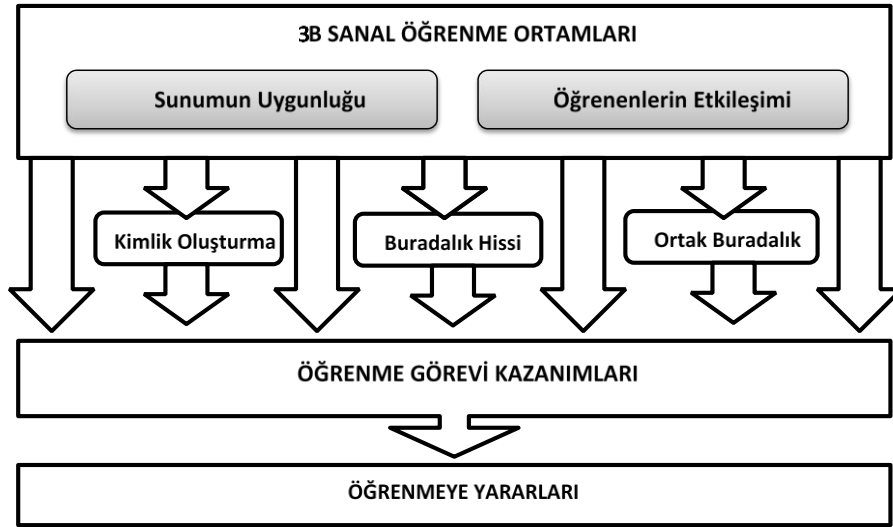 3B SANAL ÖĞRENME ORTAMLARI
Sunumun Uygunluğu
Öğrenenlerin Etkileşimi
Kimlik Oluşturma
Buradalık Hissi
Ortak Buradalık
ÖĞRENME GÖREVİ KAZANIMLARI
ÖĞRENMEYE YARARLARI